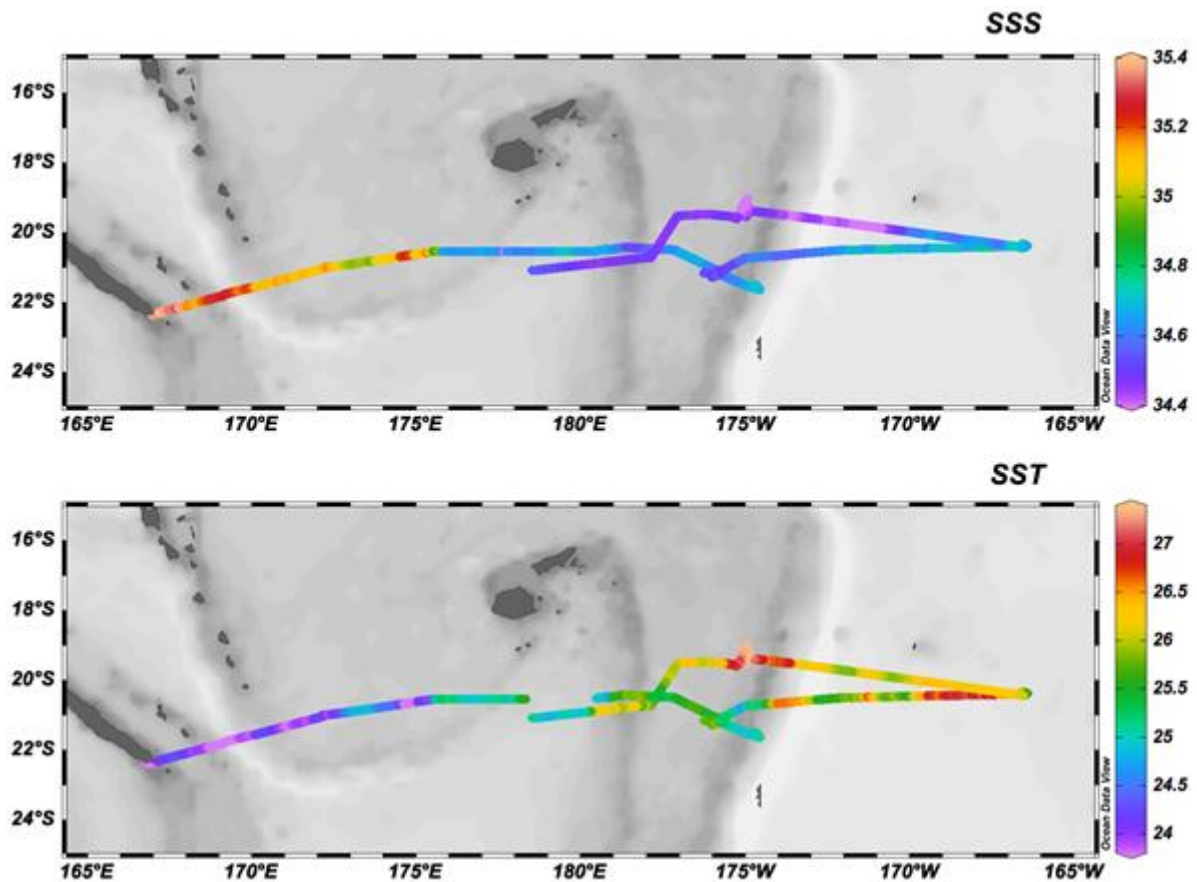 SSS
16°S
18°S
20°S
22°S
24°S
165°E 170°E 175°E 180°E 175°W 170°W 165°W
Ocean Data View
35.4
35.2
35
34.8
34.6
34.4
SST
16°S
18°S
20°S
22°S
24°S
165°E 170°E 175°E 180°E 175°W 170°W 165°W
Ocean Data View
27
26.5
26
25.5
25
24.5
24